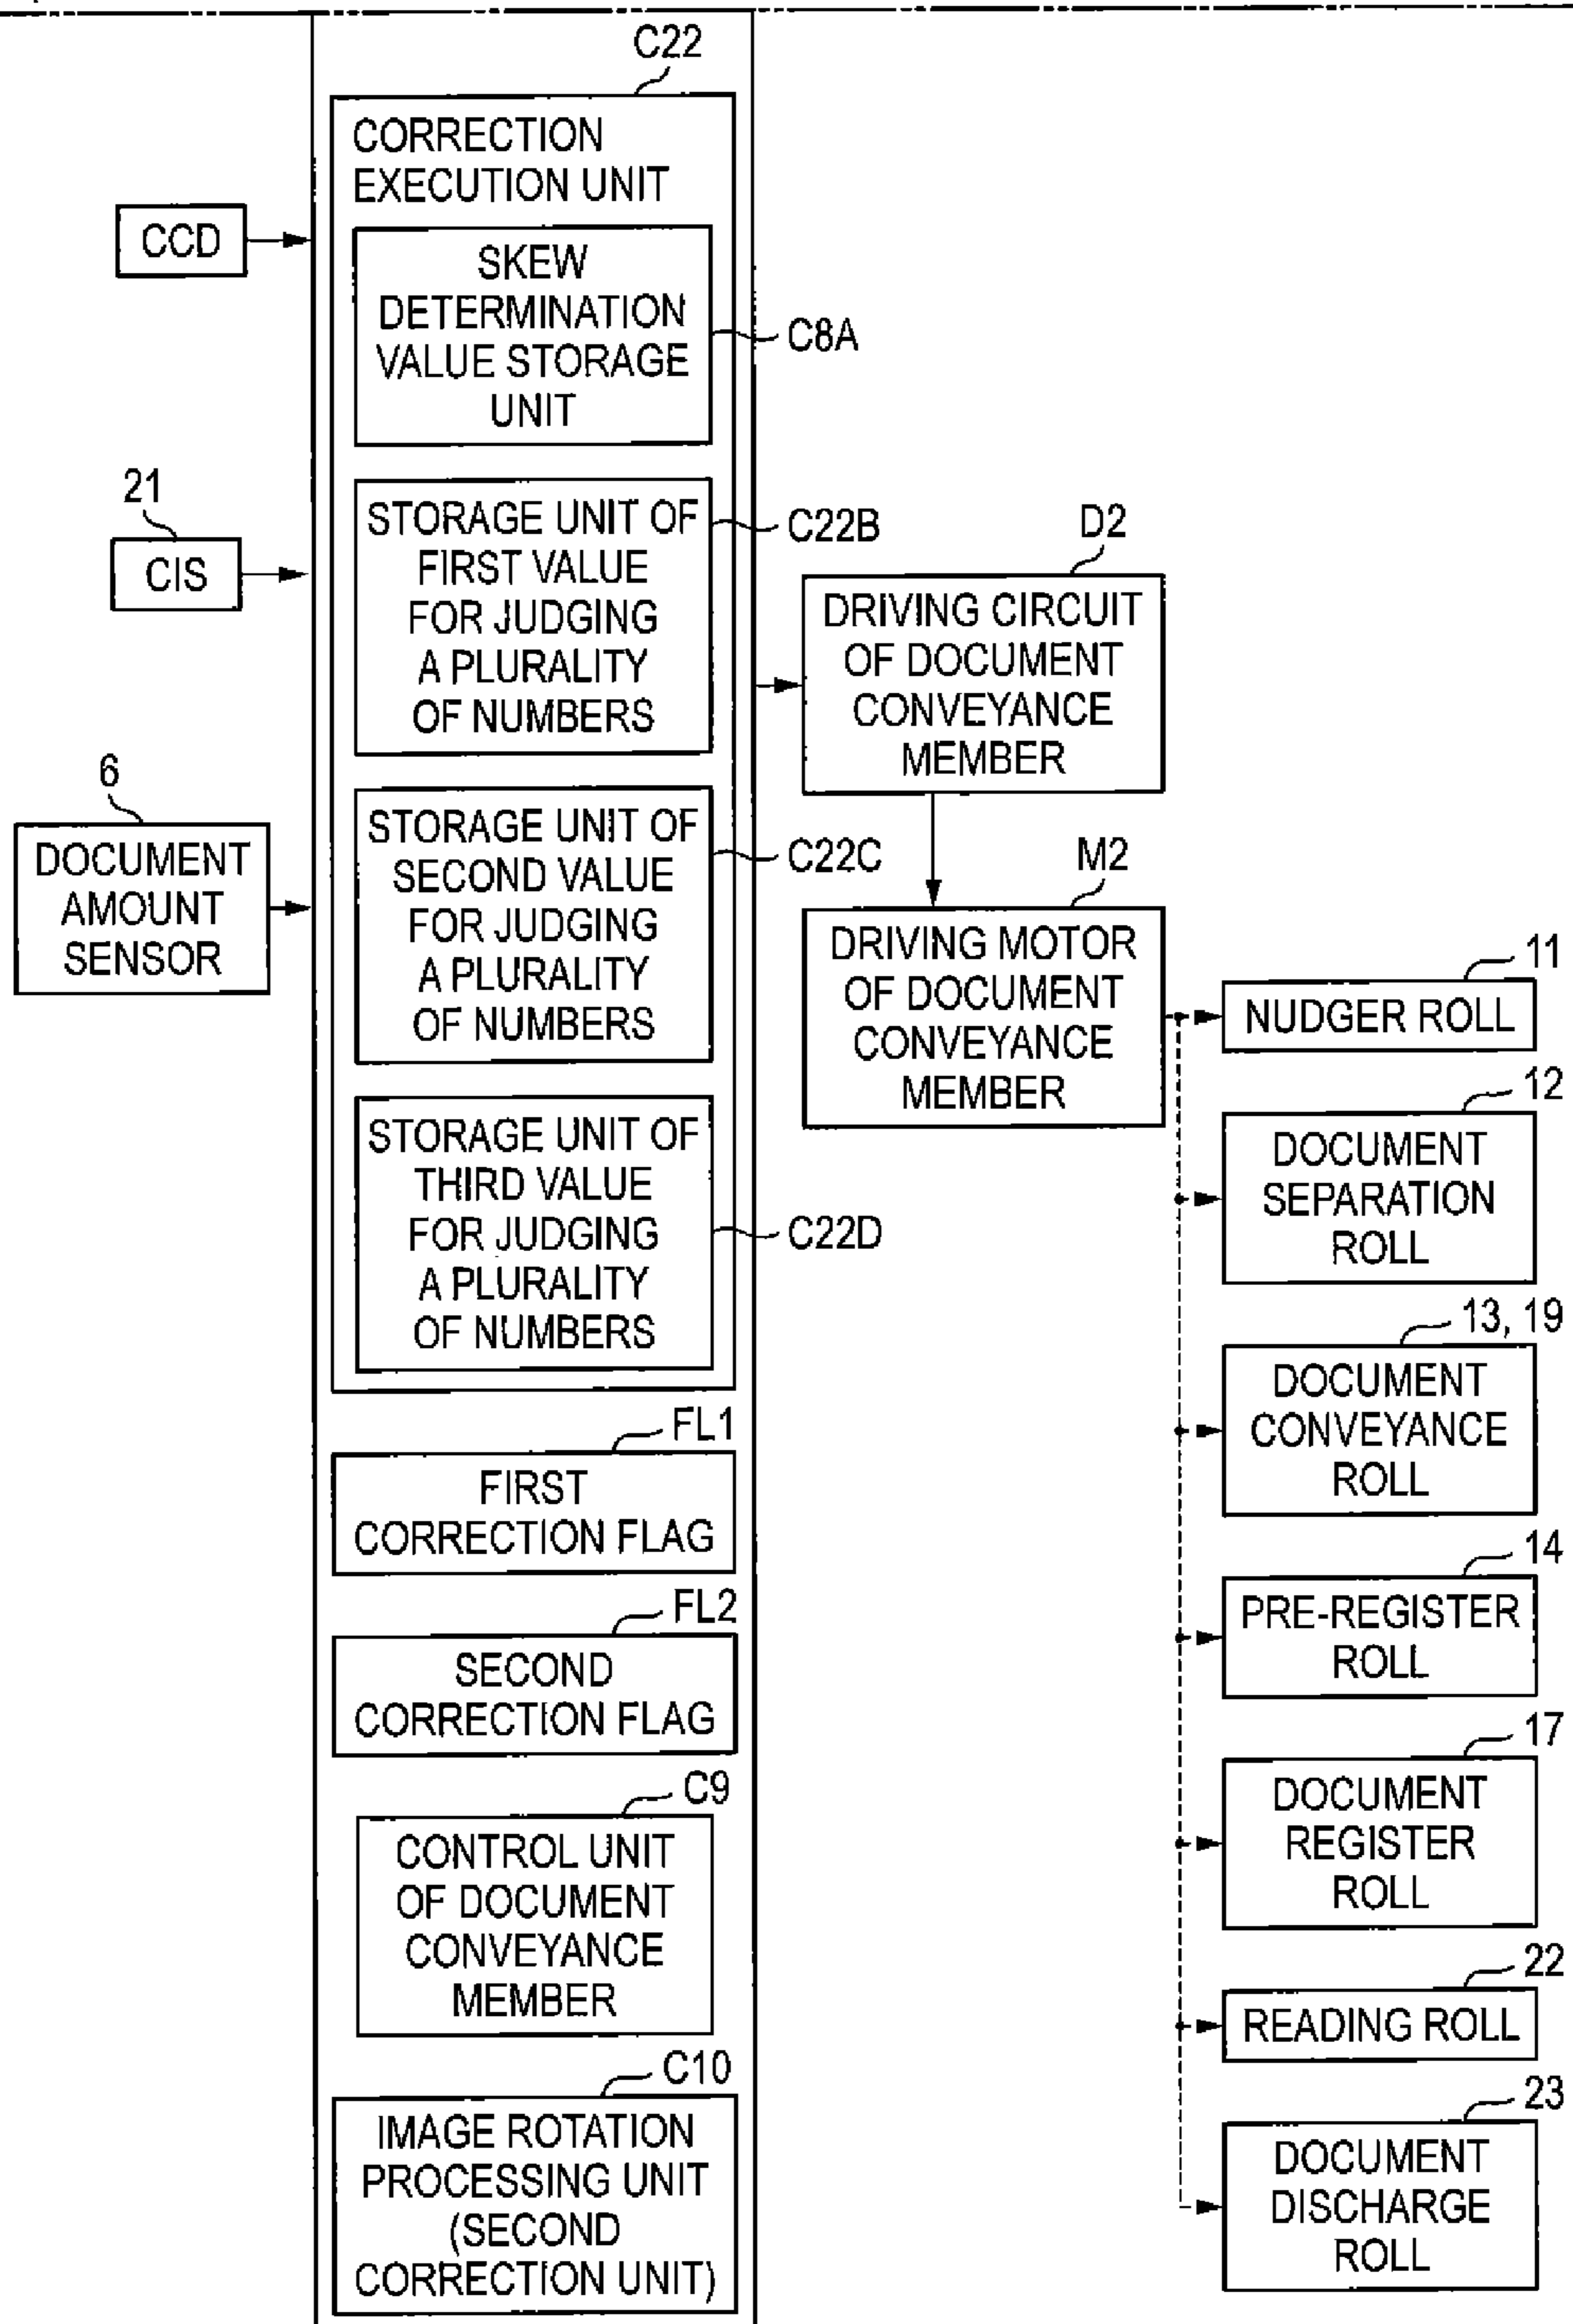 C22
CORRECTION
EXECUTION UNIT
CCD
SKEW
DETERMINATION
VALUE STORAGE
UNIT
C8A
21
CIS
STORAGE UNIT OF
FIRST VALUE
FOR JUDGING
A PLURALITY
OF NUMBERS
C22B
D2
DRIVING CIRCUIT
OF DOCUMENT
CONVEYANCE
MEMBER
6
DOCUMENT
AMOUNT
SENSOR
STORAGE UNIT OF
SECOND VALUE
FOR JUDGING
A PLURALITY
OF NUMBERS
C22C
M2
DRIVING MOTOR
OF DOCUMENT
CONVEYANCE
MEMBER
11
NUDGER ROLL
12
DOCUMENT
SEPARATION
ROLL
STORAGE UNIT OF
THIRD VALUE
FOR JUDGING
A PLURALITY
OF NUMBERS
C22D
13, 19
DOCUMENT
CONVEYANCE
ROLL
FL1
FIRST
CORRECTION FLAG
14
PRE-REGISTER
ROLL
FL2
SECOND
CORRECTION FLAG
17
DOCUMENT
REGISTER
ROLL
C9
CONTROL UNIT
OF DOCUMENT
CONVEYANCE
MEMBER
22
READING ROLL
C10
IMAGE ROTATION
PROCESSING UNIT
(SECOND
CORRECTION UNIT)
23
DOCUMENT
DISCHARGE
ROLL